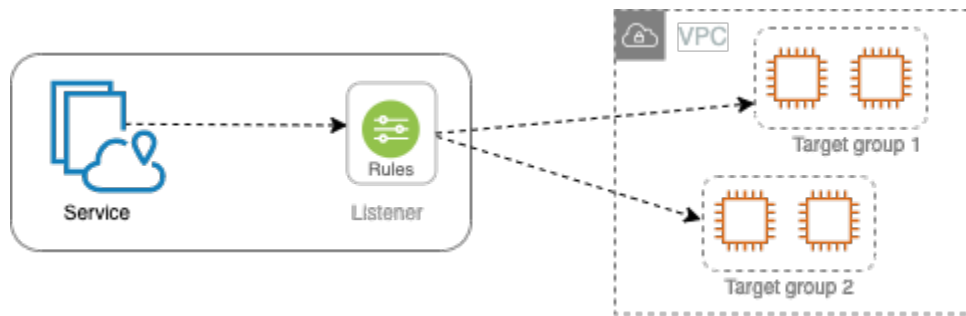 VPC
Target group 1
Rules
Service
Listener
Target group 2